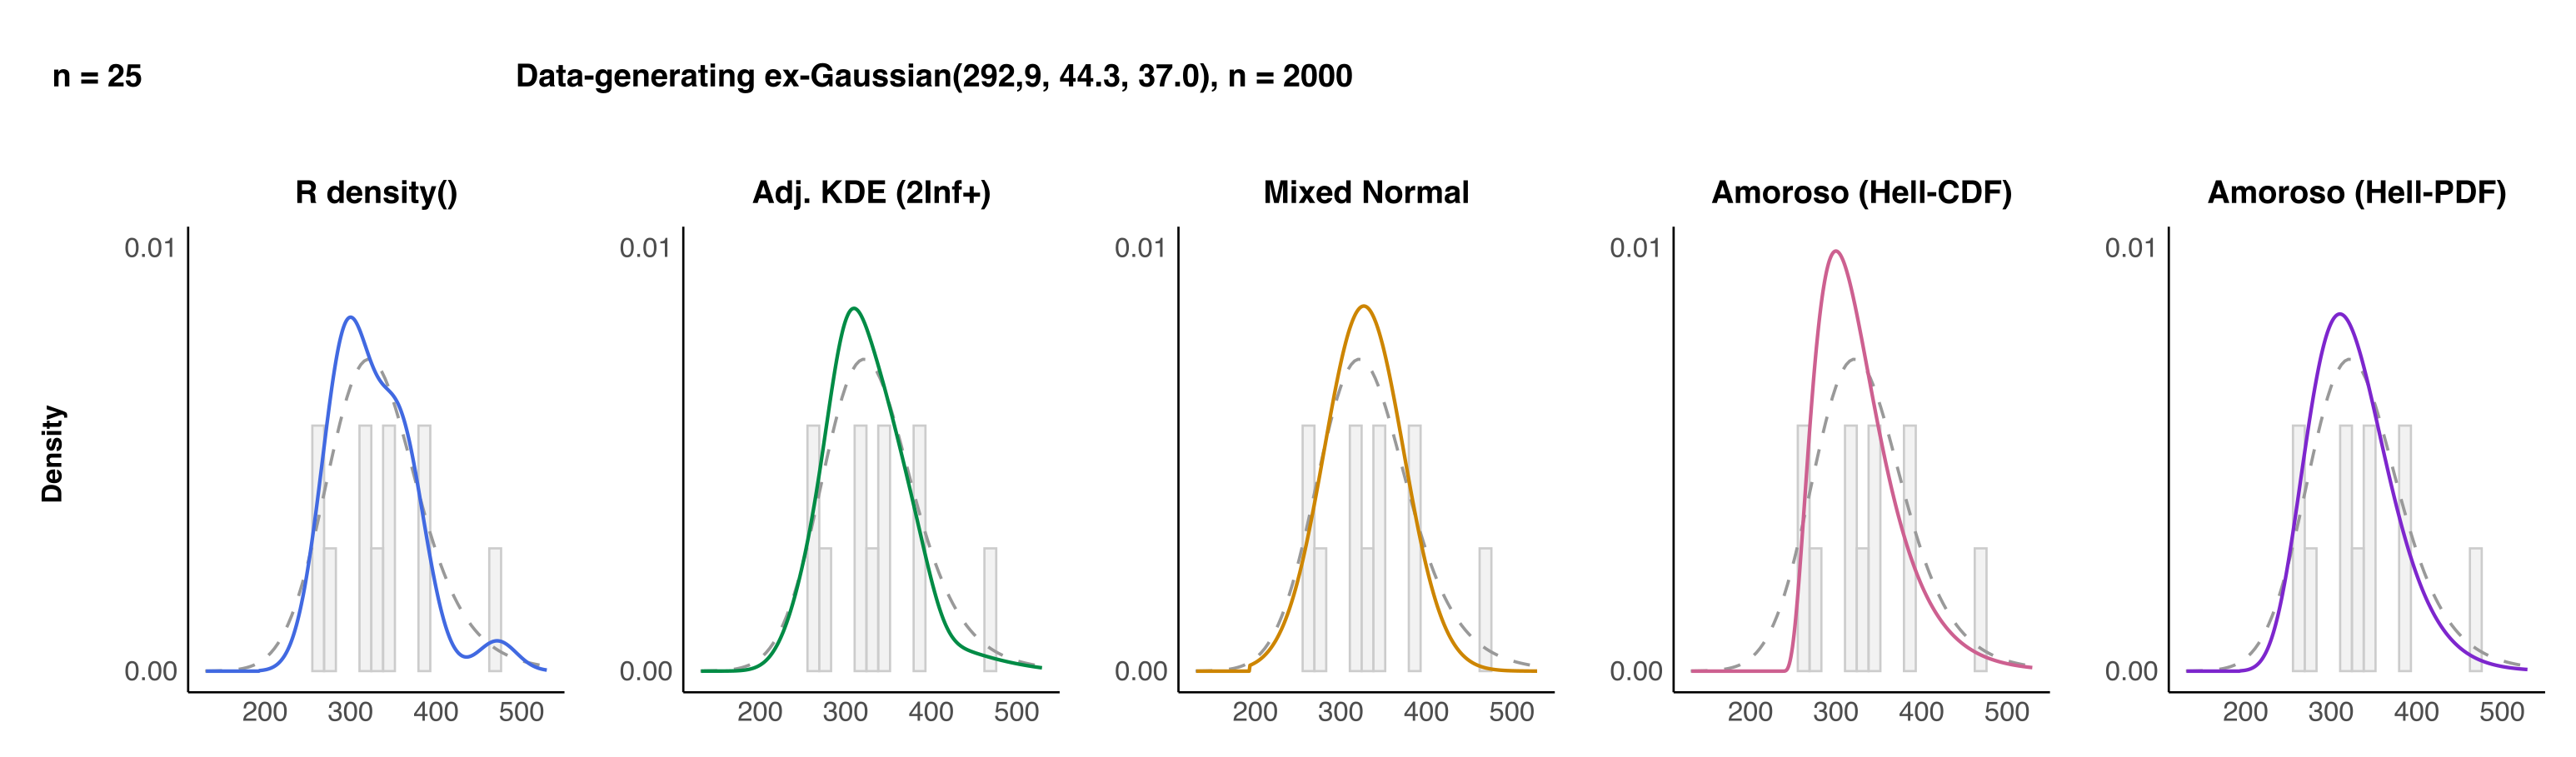 n = 25
Data-generating ex-Gaussian(292,9, 44.3, 37.0), n = 2000
R density()
Adj. KDE (2Inf+)
Mixed Normal
Amoroso (Hell-CDF)
Amoroso (Hell-PDF)
Density
0.01
0.00
200 300 400 500
0.01
0.00
200 300 400 500
0.01
0.00
200 300 400 500
0.01
0.00
200 300 400 500
0.01
0.00
200 300 400 500